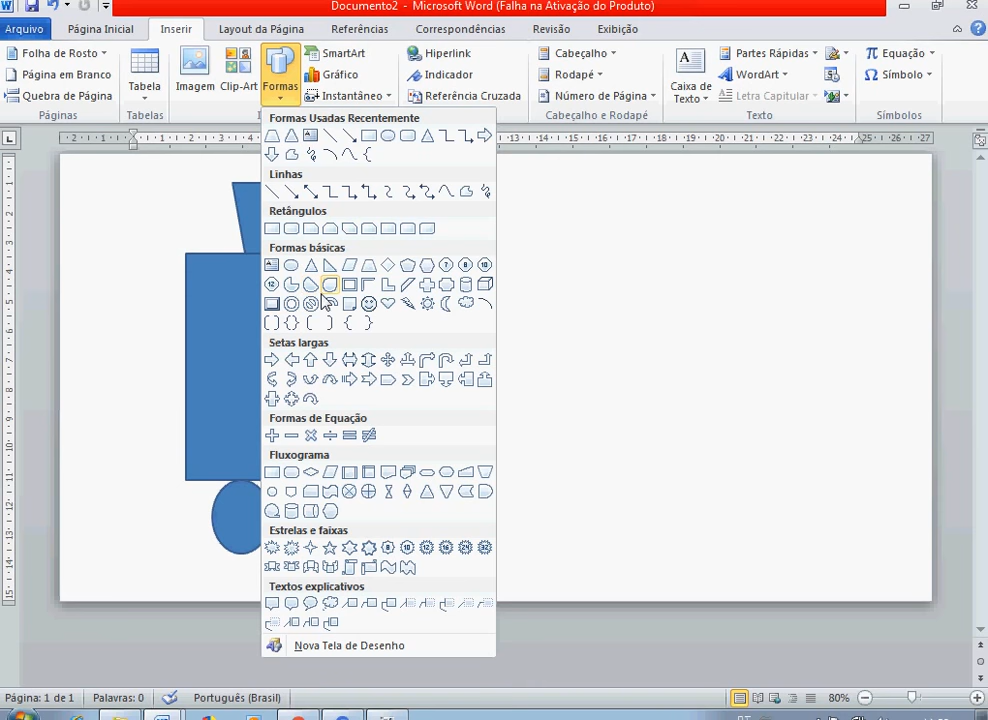 Documento2 - Microsoft Word (Falha na Ativação do Produto)
Arquivo Página Inicial Inserir Layout da Página Referências Correspondências Revisão Exibição
Folha de Rosto
Página em Branco
Quebra de Página
Páginas
Tabela
Tabelas
Imagem
Clip-Art
Formas
SmartArt
Gráfico
Instantâneo
Hiperlink
Indicador
Referência Cruzada
Cabeçalho
Rodapé
Número de Página
Cabeçalho e Rodapé
Caixa de
Texto
Partes Rápidas
WordArt
Letra Capitular
Texto
Equação
Símbolo
Símbolos
Formas Usadas Recentemente
Linhas
Retângulos
Formas básicas
Setas largas
Formas de Equação
Fluxograma
Estrelas e faixas
Textos explicativos
Nova Tela de Desenho
Página: 1 de 1 Palavras: 0 Português (Brasil) 80%